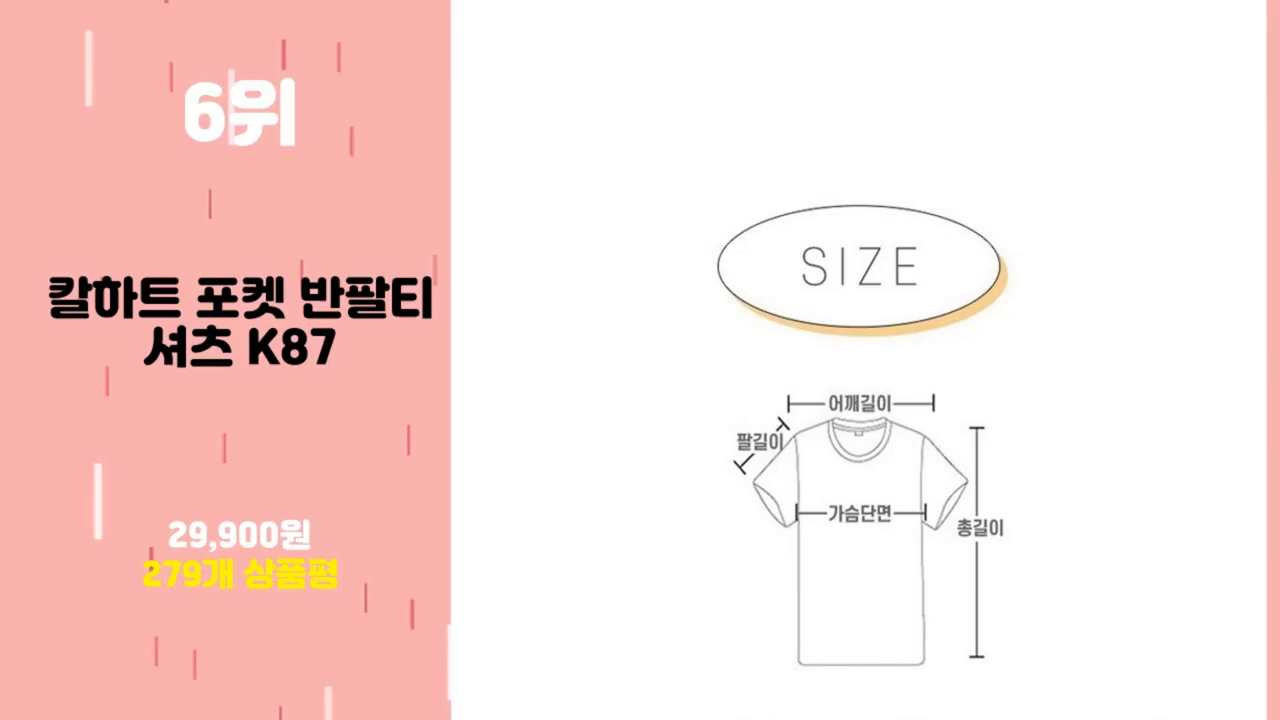 6위
칼하트 포켓 반팔티
셔츠 K87
29,900원
279개 상품평
SIZE
어깨길이
팔길이
가슴단면
총길이